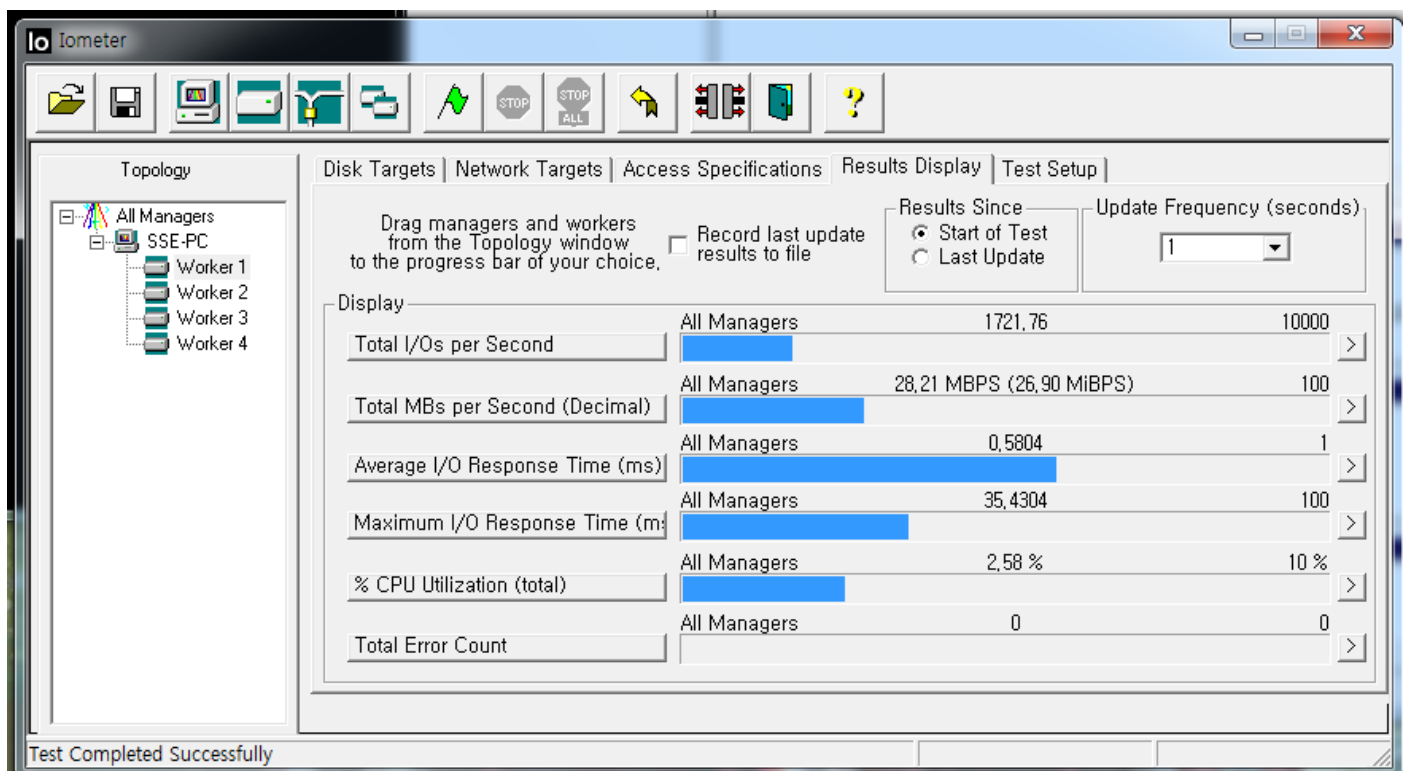 Io Iometer
STOP
STOP
ALL
?
Topology
All Managers
SSE-PC
Worker 1
Worker 2
Worker 3
Worker 4
Disk Targets
Network Targets
Access Specifications
Results Display
Test Setup
Drag managers and workers
from the Topology window
to the progress bar of your choice.
Record last update
results to file
Results Since
Start of Test
Last Update
Update Frequency (seconds)
1
Display
All Managers 1721,76 10000
Total I/Os per Second >
All Managers 28,21 MBPS (26,90 MiBPS) 100
Total MBs per Second (Decimal) >
All Managers 0,5804 1
Average I/O Response Time (ms) >
All Managers 35,4304 100
Maximum I/O Response Time (m >
All Managers 2,58 % 10 %
% CPU Utilization (total) >
All Managers 0 0
Total Error Count >
Test Completed Successfully